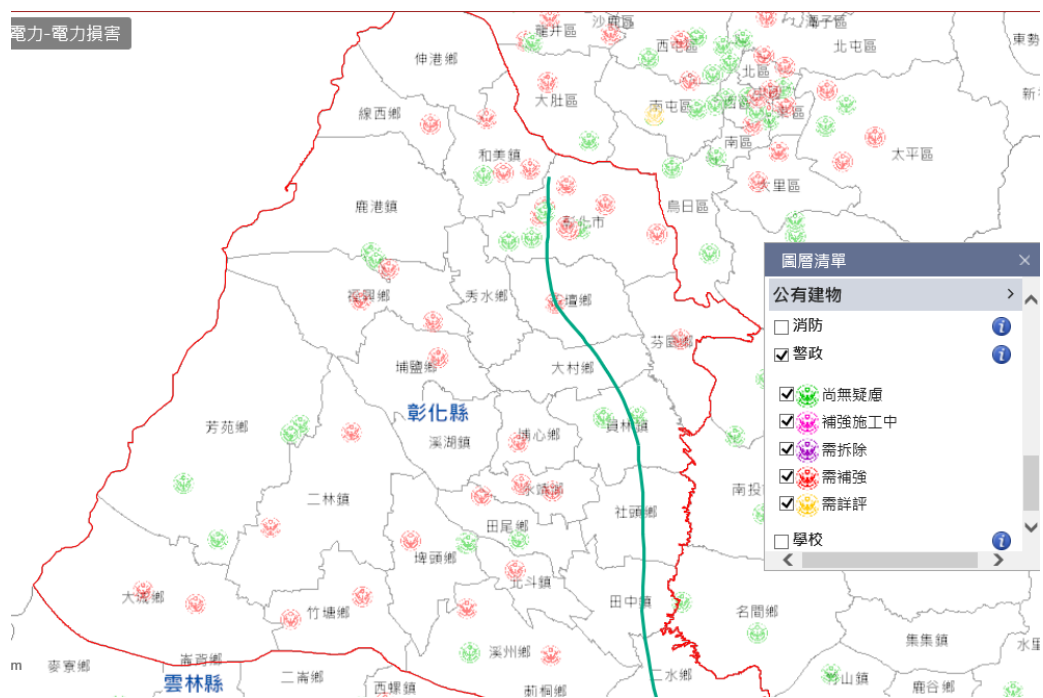 電力-電力損害
伸港鄉
龍井區
沙鹿區
西屯區
潭子區
北屯區
東勢
線西鄉
大肚區
南屯區
北區
西區
東區
新社
和美鎮
南區
太平區
大里區
鹿港鎮
彰化市
烏日區
福興鄉
秀水鄉
花壇鄉
芬園鄉
埔鹽鄉
大村鄉
彰化縣
芳苑鄉
溪湖鎮
埔心鄉
員林鎮
二林鎮
永靖鄉
社頭鄉
南投市
田尾鄉
埤頭鄉
北斗鎮
大城鄉
竹塘鄉
田中鎮
名間鄉
集集鎮
水里
溪州鄉
二水鄉
m
麥寮鄉
崙背鄉
雲林縣
二崙鄉
西螺鎮
莿桐鄉
竹山鎮
鹿谷鄉
圖層清單
公有建物
消防
警政
尚無疑慮
補強施工中
需拆除
需補強
需詳評
學校